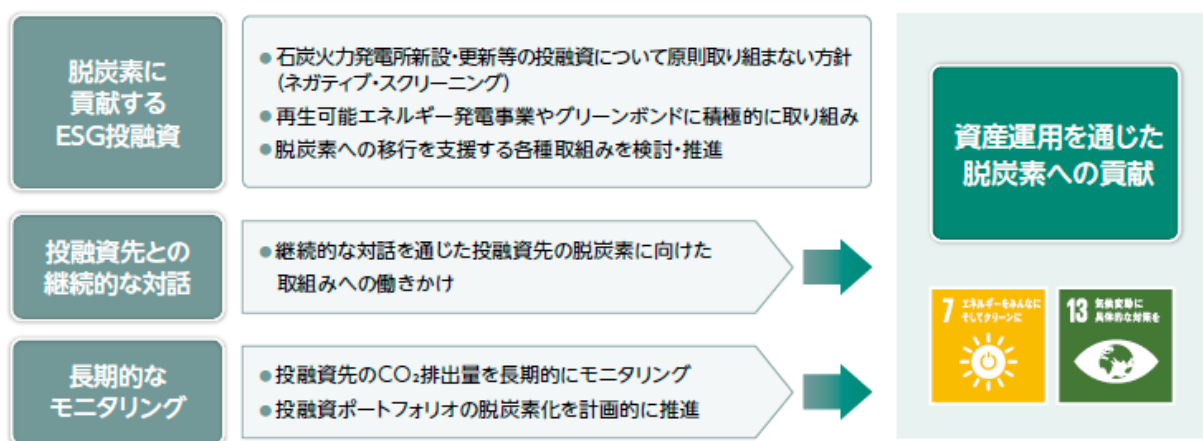 脱炭素に
貢献する
ESG投融資
●石炭火力発電所新設・更新等の投融資について原則取り組まない方針
(ネガティブ・スクリーニング)
●再生可能エネルギー発電事業やグリーンボンドに積極的に取り組み
●脱炭素への移行を支援する各種取組みを検討・推進
投融資先との
継続的な対話
●継続的な対話を通じた投融資先の脱炭素に向けた
取組みへの働きかけ
長期的な
モニタリング
●投融資先のCO₂排出量を長期的にモニタリング
●投融資ポートフォリオの脱炭素化を計画的に推進
資産運用を通じた
脱炭素への貢献
7 エネルギーをみんなに
そしてクリーンに
13 気候変動に
具体的な対策を